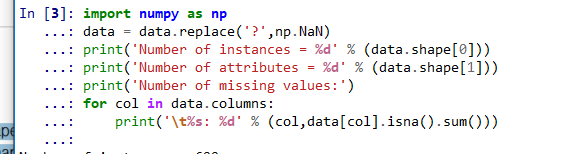 In [3]: import numpy as np
   ...: data = data.replace('?',np.NaN)
   ...: print('Number of instances = %d' % (data.shape[0]))
   ...: print('Number of attributes = %d' % (data.shape[1]))
   ...: print('Number of missing values:')
   ...: for col in data.columns:
   ...:     print('\t%s: %d' % (col,data[col].isna().sum()))
   ...: